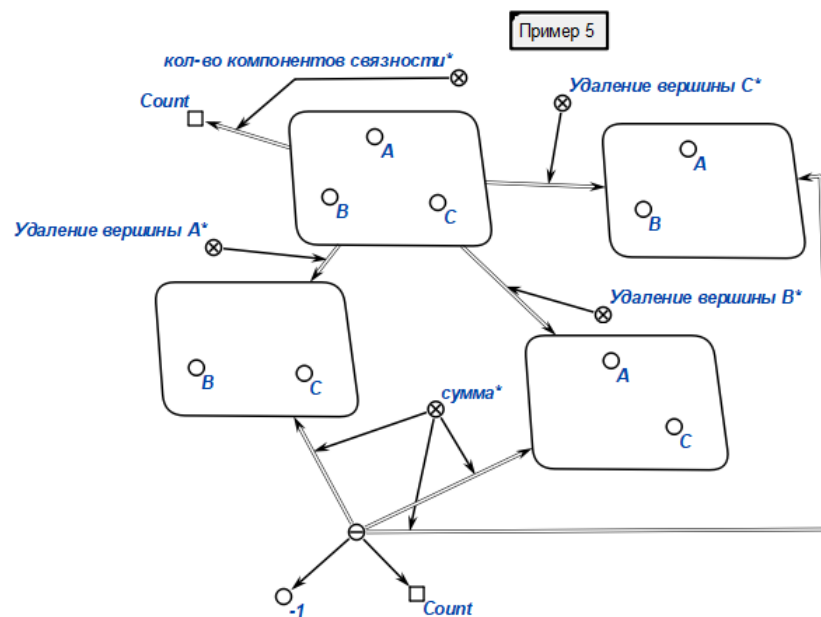 Пример 5
кол-во компонентов связности*
Удаление вершины C*
Count
A
A
B
C
B
Удаление вершины A*
Удаление вершины B*
A
B
C
сумма*
C
-1
Count